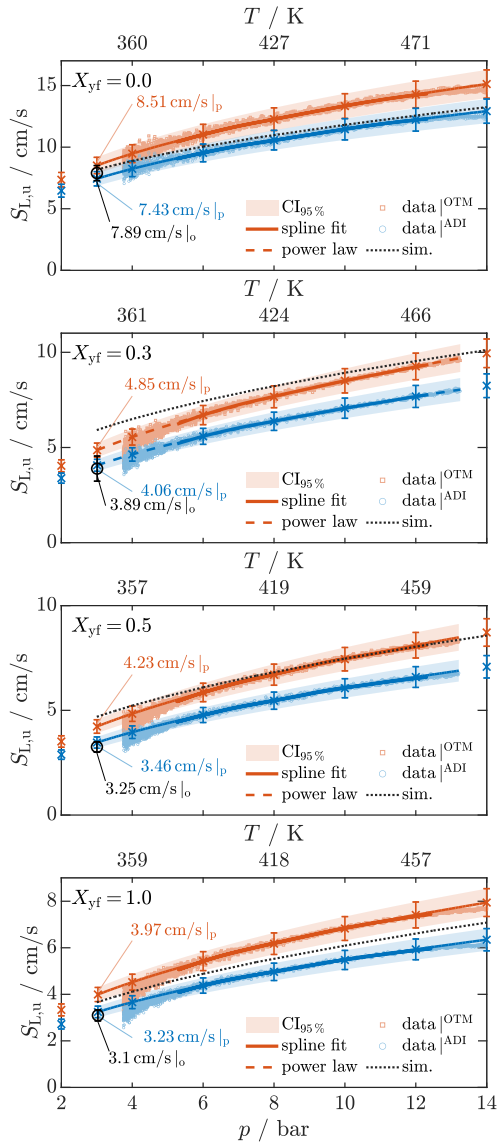 T / K
360 427 471
X_yf = 0.0
8.51 cm/s |_p
15
10
5
0
S_L,u / cm/s
7.43 cm/s |_p
7.89 cm/s |_o
CI_95 % data |^OTM
spline fit data |^ADI
power law sim.
T / K
361 424 466
X_yf = 0.3
4.85 cm/s |_p
10
5
0
S_L,u / cm/s
4.06 cm/s |_p
3.89 cm/s |_o
CI_95 % data |^OTM
spline fit data |^ADI
power law sim.
T / K
357 419 459
X_yf = 0.5
4.23 cm/s |_p
10
5
0
S_L,u / cm/s
3.46 cm/s |_p
3.25 cm/s |_o
CI_95 % data |^OTM
spline fit data |^ADI
power law sim.
T / K
359 418 457
X_yf = 1.0
3.97 cm/s |_p
8
6
4
2
0
S_L,u / cm/s
3.23 cm/s |_p
3.1 cm/s |_o
CI_95 % data |^OTM
spline fit data |^ADI
power law sim.
2 4 6 8 10 12 14
p / bar